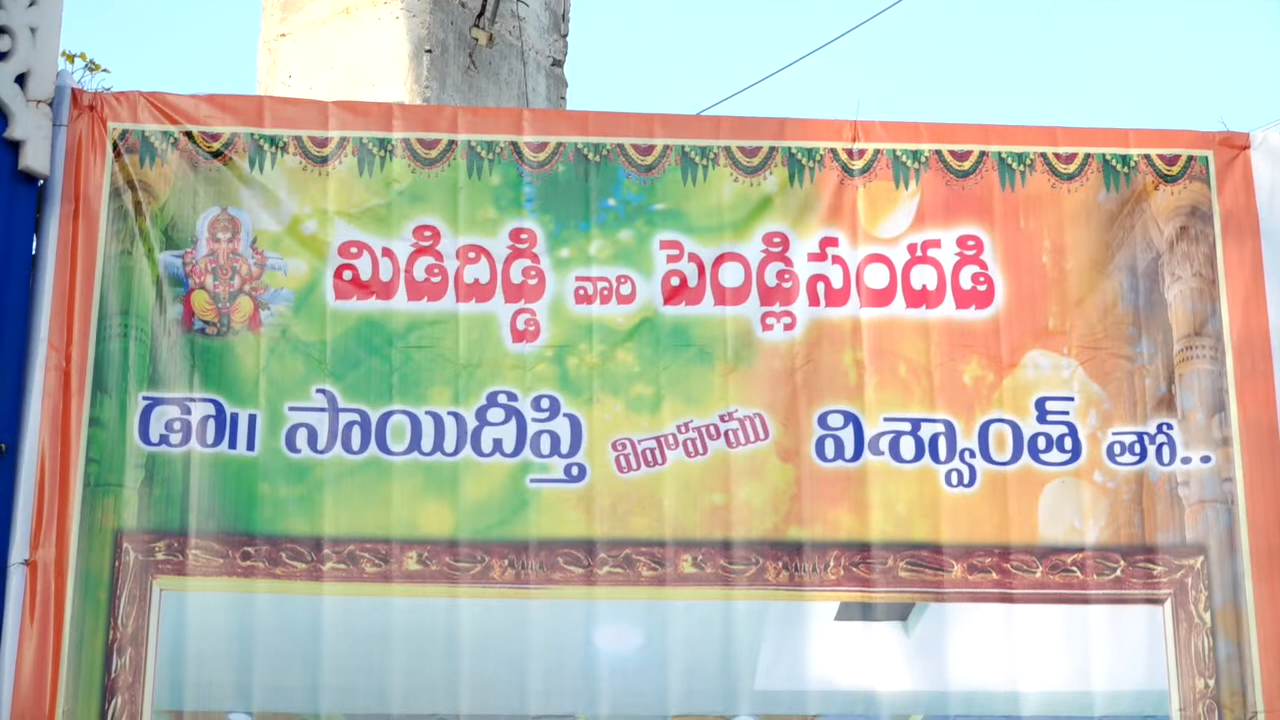 మిడిదిడ్డి వారి పెండ్లిసందడి
డా॥ సాయిదీప్తి వివాహము విశ్వాంత్ తో..